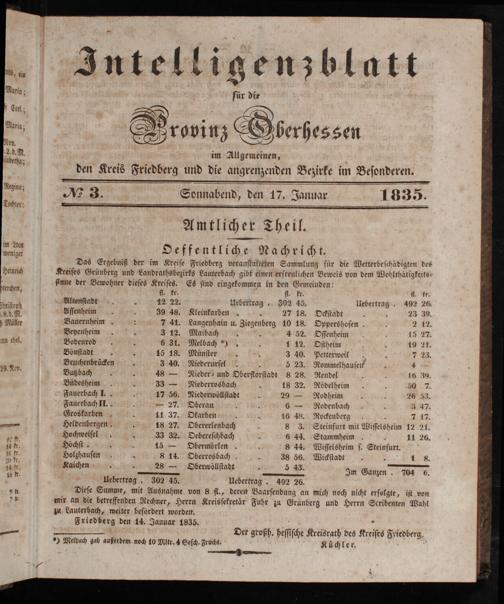 Intelligenzblatt
für die
Provinz Oberhessen
im Allgemeinen,
den Kreis Friedberg und die angrenzenden Bezirke im Besonderen.
№ 3. Sonnabend, den 17. Januar 1835.
Amtlicher Theil.
Oeffentliche Nachricht.
Das Ergebniß der im Kreise Friedberg veranstalteten Sammlung für die Wetterbeschädigten des
Kreises Grünberg und Landrathsbezirks Lauterbach gibt einen erfreulichen Beweis von dem Wohlthätigkeits-
sinne der Bewohner dieses Kreises. Es sind eingekommen in den Gemeinden:
fl. kr. fl. kr. fl. kr.
Altenstadt . 12 22. Uebertrag . 302 45. Uebertrag . 492 26.
Assenheim . 39 48. Kleinkarben . 27 18. Ockstadt . 23 39.
Bauernheim . 7 41. Langenhain u. Ziegenberg 10 18. Oppershofen . 2 12.
Beyenheim . 3 12. Maibach . 4 52. Ossenheim . 15 27.
Bodenrod . 6 31. Melbach *) . 1 12. Ostheim . 19 21.
Bönstadt . 15 18. Münster . 3 40. Petterweil . 7 23.
Bruchenbrücken . 3 40. Niederursel . 5 23. Rommelhausen . 4 —
Butzbach . 48 — Nieder- und Oberflorstadt 8 28. Rendel . 16 39.
Büdesheim . 33 — Niederrosbach . 18 32. Rödelheim . 50 7.
Fauerbach I. . 17 56. Niederwöllstadt . 29 — Rodheim . 26 53.
Fauerbach II. . — 27. Oberau . 6 — Rodenbach . 3 47.
Groskarben . 11 37. Okarben . 16 48. Rockenberg . 7 17.
Heldenbergen . 18 27. Obererlenbach . 8 3. Steinfurt mit Wisselsheim 12 21.
Hochweisel . 33 32. Obereschbach . 6 44. Stammheim . 11 26.
Höchst . 15 — Obermörlen . 8 44. Wisselsheim s. Steinfurt.
Holzhausen . 8 14. Oberrosbach . 38 56. Wickstadt . 1 8.
Kaichen . 28 — Oberwöllstadt . 5 43. Im Ganzen . 704 6.
Uebertrag . 302 45. Uebertrag . 492 26.
Diese Summe, mit Ausnahme von 8 fl., deren Baarsendung an mich noch nicht erfolgte, ist von
mir an die betreffenden Rechner, Herrn Kreissekretär Fuhr zu Grünberg und Herrn Scribenten Wahl
zu Lauterbach, weiter befordert worden.
Friedberg den 14. Januar 1835.
Der großh. hessische Kreisrath des Kreises Friedberg.
Küchler.
*) Melbach gab außerdem noch 10 Mltr. 4 Gesch. Frucht.